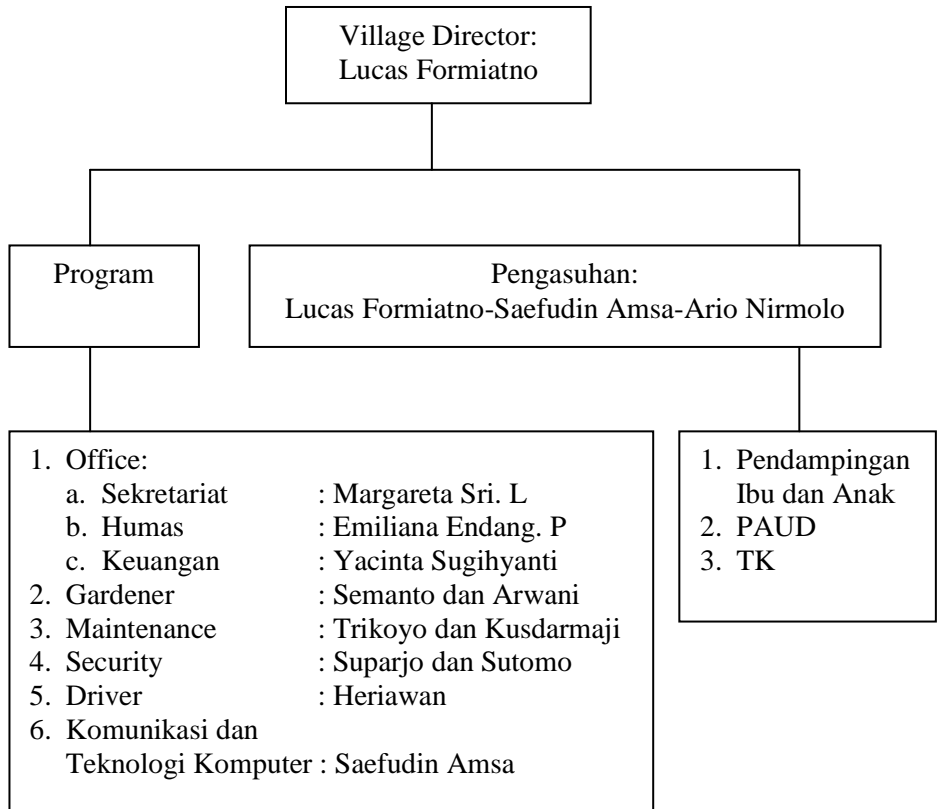 Village Director:
Lucas Formiatno
Program
Pengasuhan:
Lucas Formiatno-Saefudin Amsa-Ario Nirmolo
1. Office:
a. Sekretariat : Margareta Sri. L
b. Humas : Emiliana Endang. P
c. Keuangan : Yacinta Sugihyanti
2. Gardener : Semanto dan Arwani
3. Maintenance : Trikoyo dan Kusdarmaji
4. Security : Suparjo dan Sutomo
5. Driver : Heriawan
6. Komunikasi dan
Teknologi Komputer : Saefudin Amsa
1. Pendampingan
Ibu dan Anak
2. PAUD
3. TK